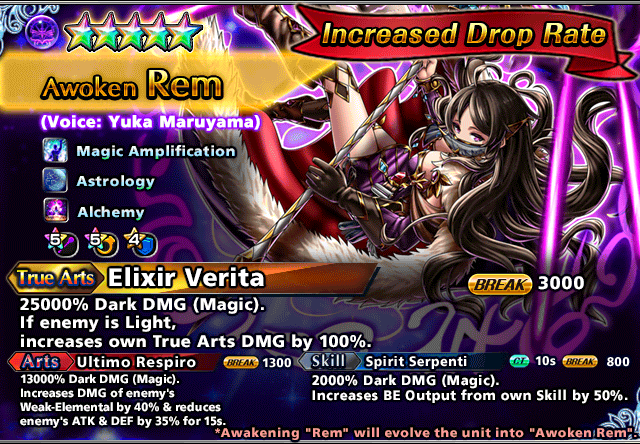 Increased Drop Rate
Awoken Rem
(Voice: Yuka Maruyama)
Magic Amplification
Astrology
Alchemy
5 5 4
True Arts Elixir Verita BREAK 3000
25000% Dark DMG (Magic).
If enemy is Light,
increases own True Arts DMG by 100%.
Arts Ultimo Respiro BREAK 1300
13000% Dark DMG (Magic).
Increases DMG of enemy's
Weak-Elemental by 40% & reduces
enemy's ATK & DEF by 35% for 15s.
Skill Spirit Serpenti CT 10s BREAK 800
2000% Dark DMG (Magic).
Increases BE Output from own Skill by 50%.
*Awakening "Rem" will evolve the unit into "Awoken Rem".